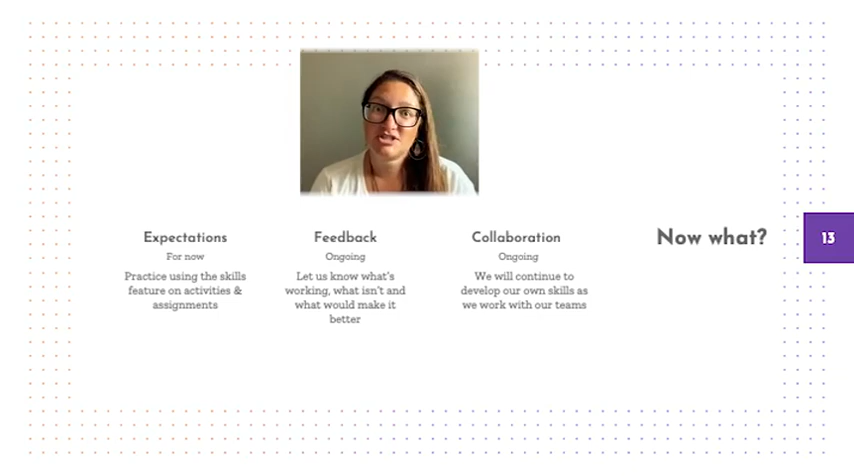 Expectations
For now
Practice using the skills
feature on activities &
assignments
Feedback
Ongoing
Let us know what's
working, what isn't and
what would make it
better
Collaboration
Ongoing
We will continue to
develop our own skills as
we work with our teams
Now what?
13